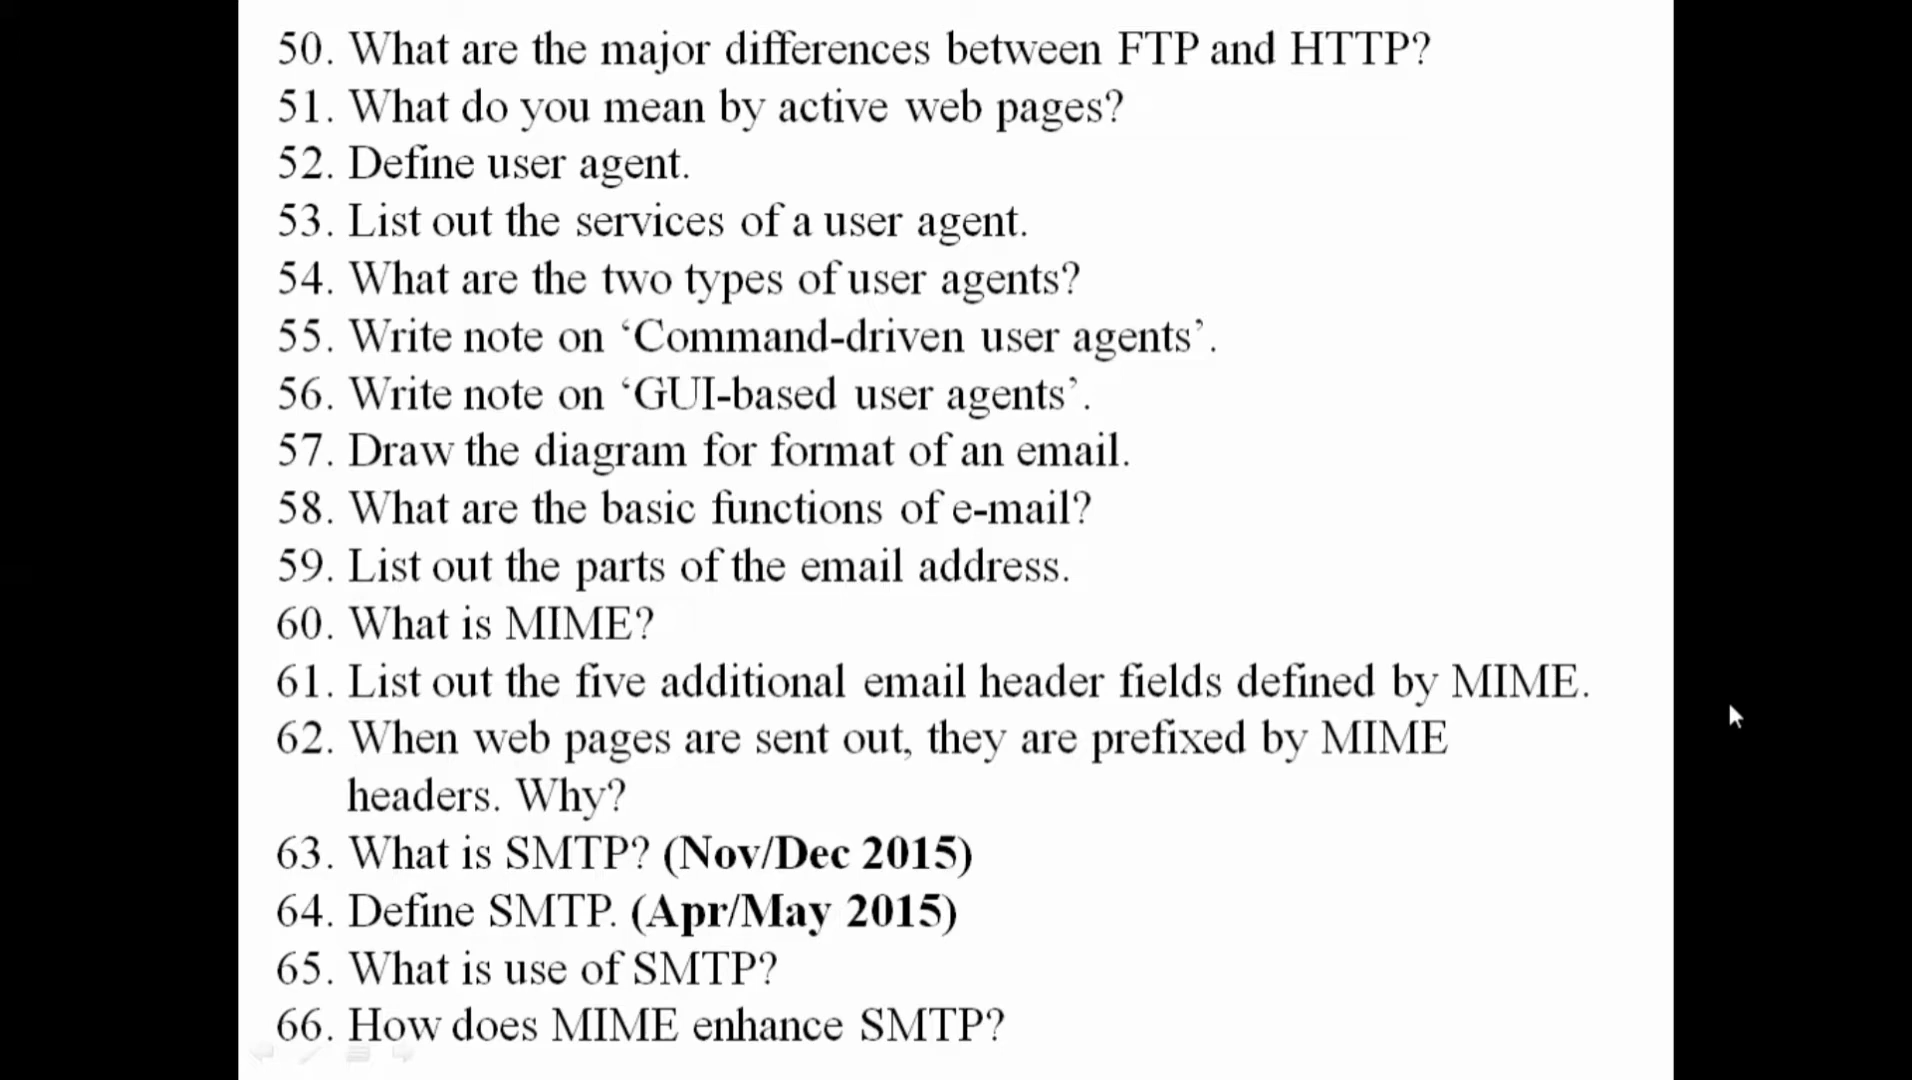 50. What are the major differences between FTP and HTTP?
51. What do you mean by active web pages?
52. Define user agent.
53. List out the services of a user agent.
54. What are the two types of user agents?
55. Write note on ‘Command-driven user agents’.
56. Write note on ‘GUI-based user agents’.
57. Draw the diagram for format of an email.
58. What are the basic functions of e-mail?
59. List out the parts of the email address.
60. What is MIME?
61. List out the five additional email header fields defined by MIME.
62. When web pages are sent out, they are prefixed by MIME
headers. Why?
63. What is SMTP? (Nov/Dec 2015)
64. Define SMTP. (Apr/May 2015)
65. What is use of SMTP?
66. How does MIME enhance SMTP?